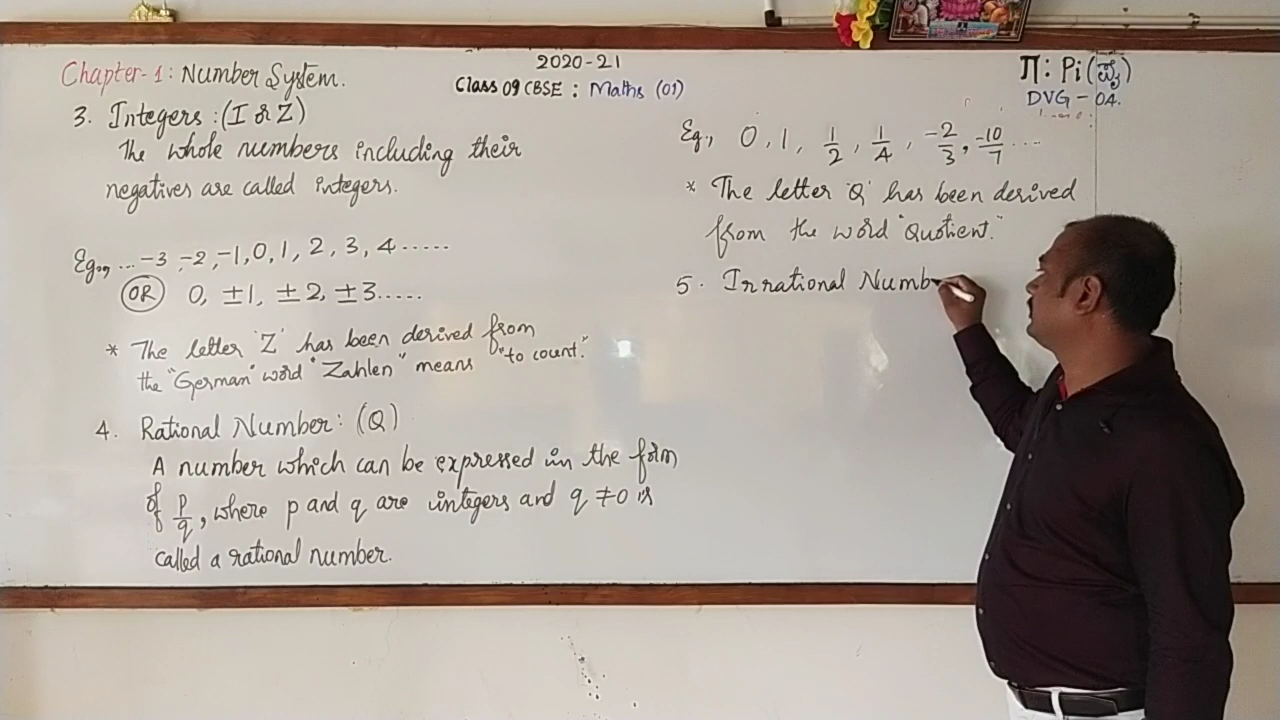 2020-21
Class 09 CBSE : Maths (01)
Π: Pi(ಪೈ)
DVG - 04.
Chapter-1: Number System.
3. Integers : (I & Z)
The whole numbers including their
negatives are called integers.
Eg., ... -3, -2, -1, 0, 1, 2, 3, 4 .....
OR 0, ±1, ±2, ±3.....
* The letter 'Z' has been derived from
the "German" word "Zahlen" means "to count."
4. Rational Number: (Q)
A number which can be expressed in the form
of p/q, where p and q are integers and q ≠ 0 is
called a rational number.
Eg., 0, 1, 1/2, 1/4, -2/3, -10/7 ....
* The letter 'Q' has been derived
from the word "Quotient."
5. Irrational Numb